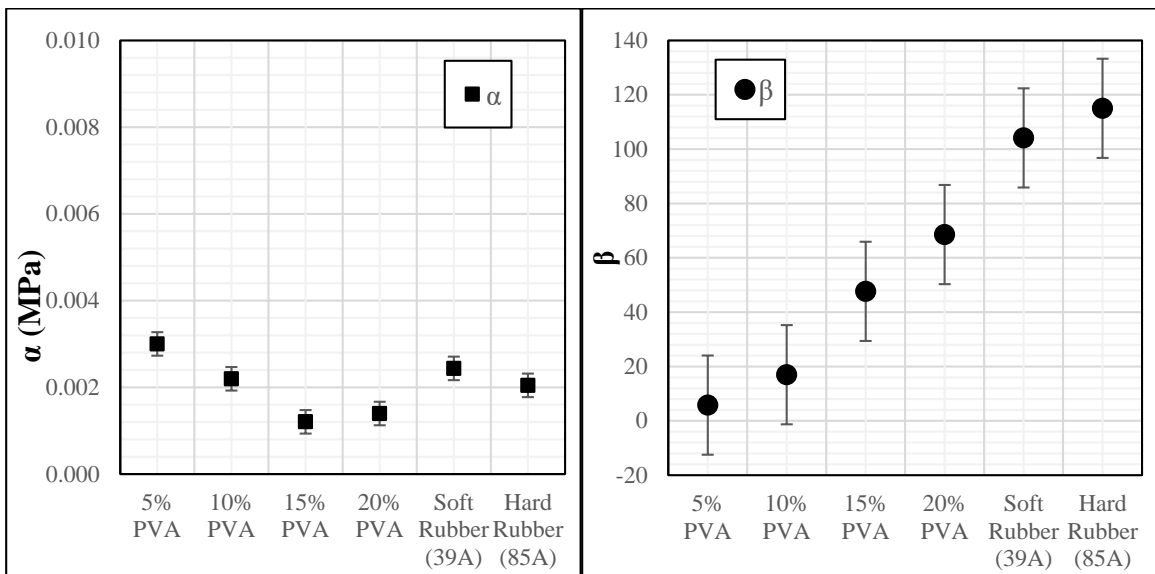 0.010
0.008
0.006
0.004
0.002
0.000
α (MPa)
α
5% PVA
10% PVA
15% PVA
20% PVA
Soft Rubber (39A)
Hard Rubber (85A)
140
120
100
80
60
40
20
0
-20
β
β
5% PVA
10% PVA
15% PVA
20% PVA
Soft Rubber (39A)
Hard Rubber (85A)